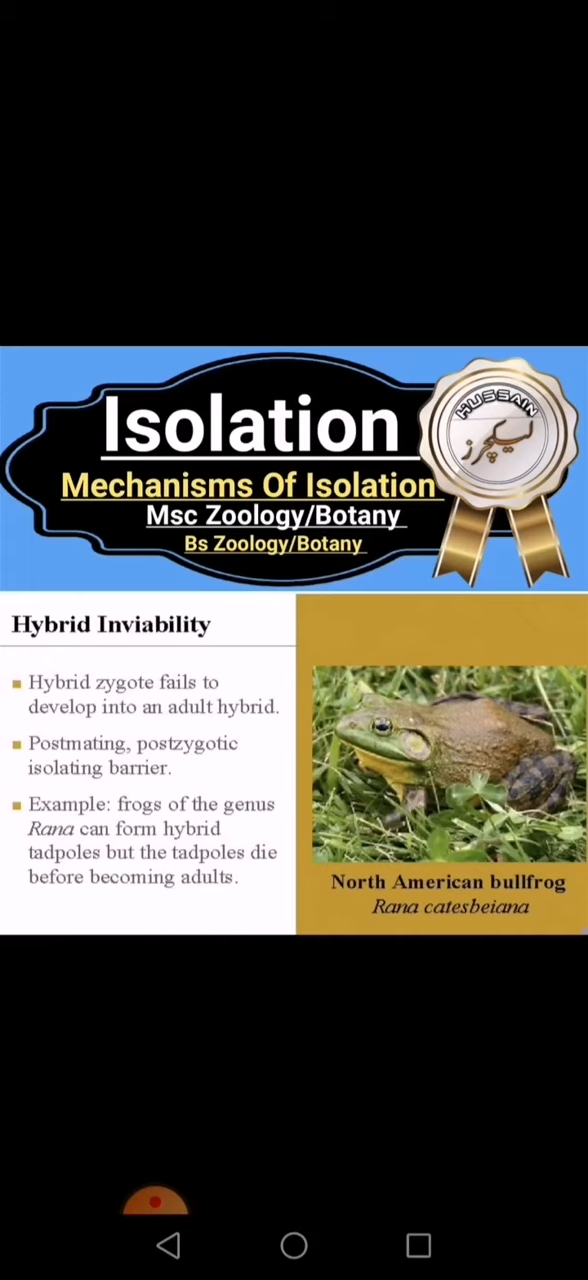 Isolation
Mechanisms Of Isolation
Msc Zoology/Botany
Bs Zoology/Botany
HUSSAIN
لیکچرز
Hybrid Inviability
Hybrid zygote fails to
develop into an adult hybrid.
Postmating, postzygotic
isolating barrier.
Example: frogs of the genus
Rana can form hybrid
tadpoles but the tadpoles die
before becoming adults.
North American bullfrog
Rana catesbeiana